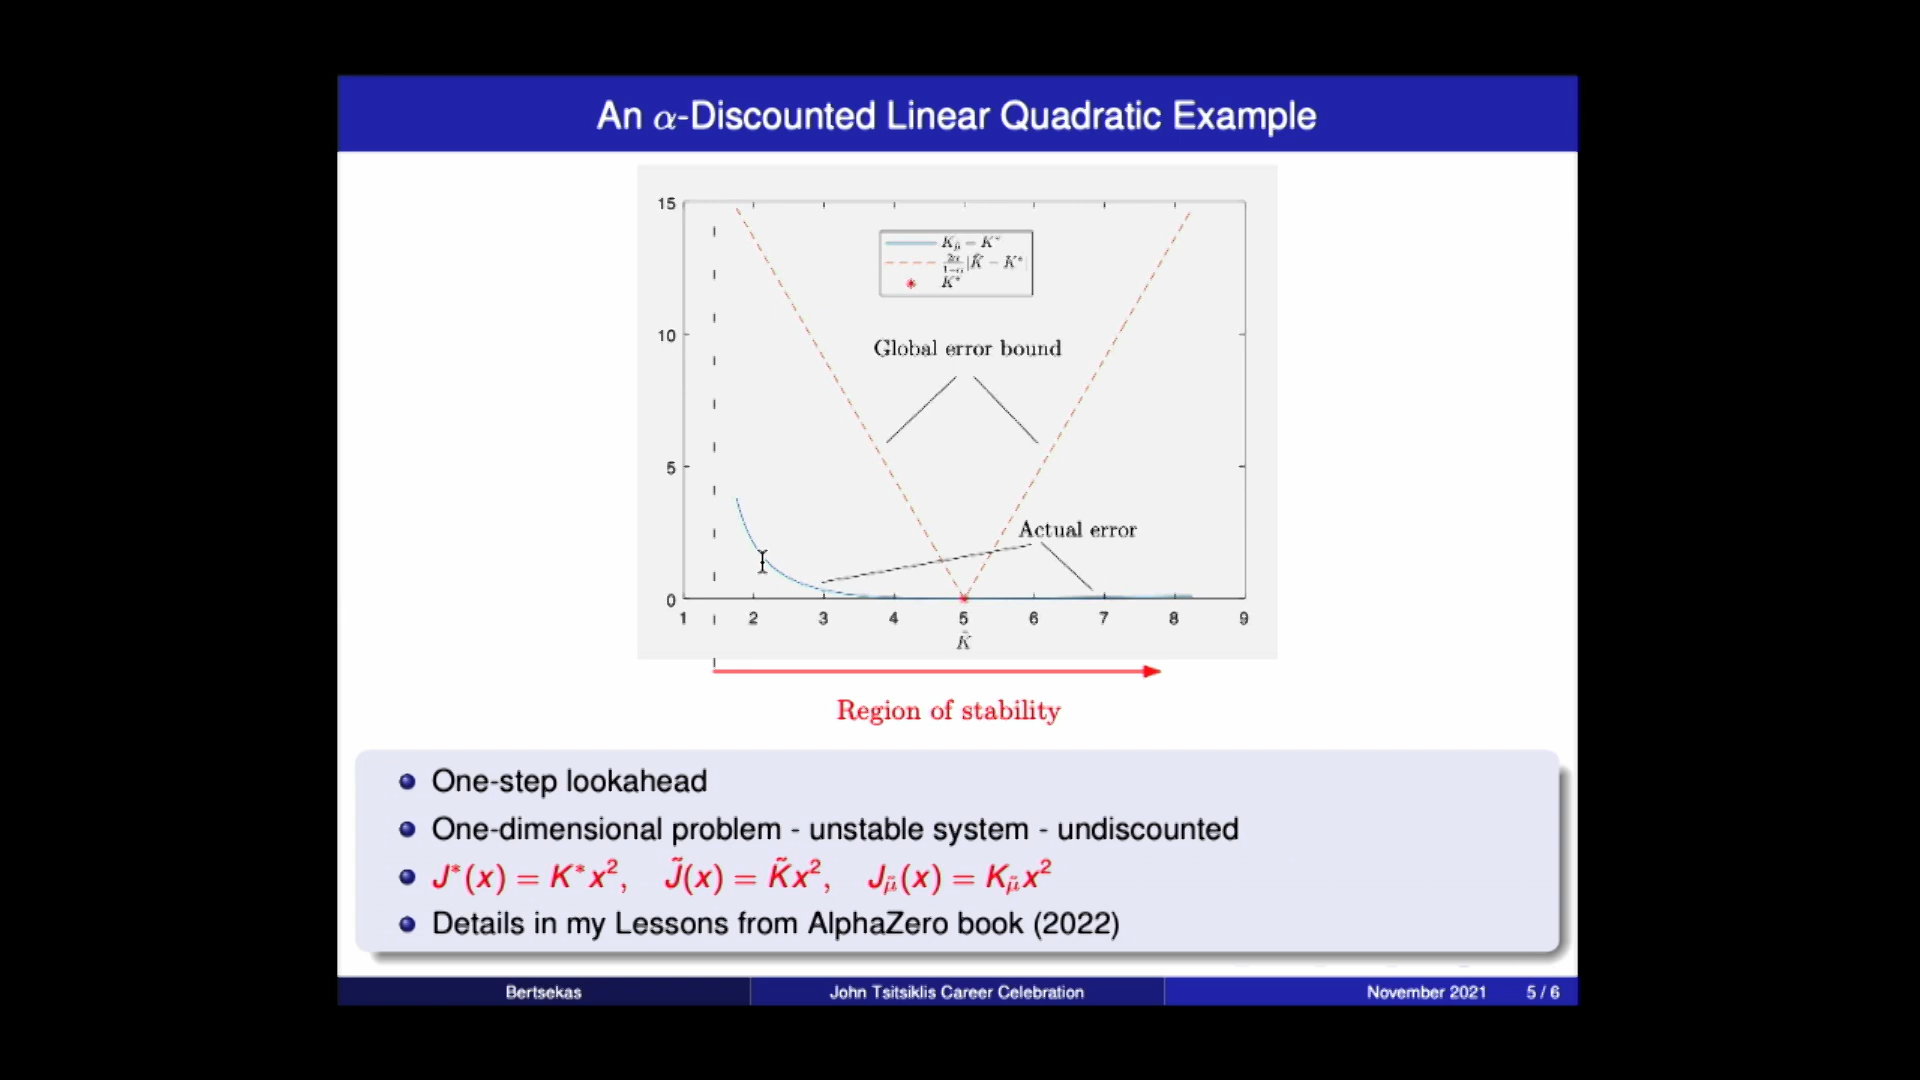 An α-Discounted Linear Quadratic Example
15
K_μ̃ − K*
2α/(1−α) |K̃ − K*|
K*
10
Global error bound
5
Actual error
0
1 2 3 4 5 6 7 8 9
K̃
Region of stability
One-step lookahead
One-dimensional problem - unstable system - undiscounted
J*(x) = K*x², J̃(x) = K̃x², J_μ̃(x) = K_μ̃x²
Details in my Lessons from AlphaZero book (2022)
Bertsekas John Tsitsiklis Career Celebration November 2021 5 / 6